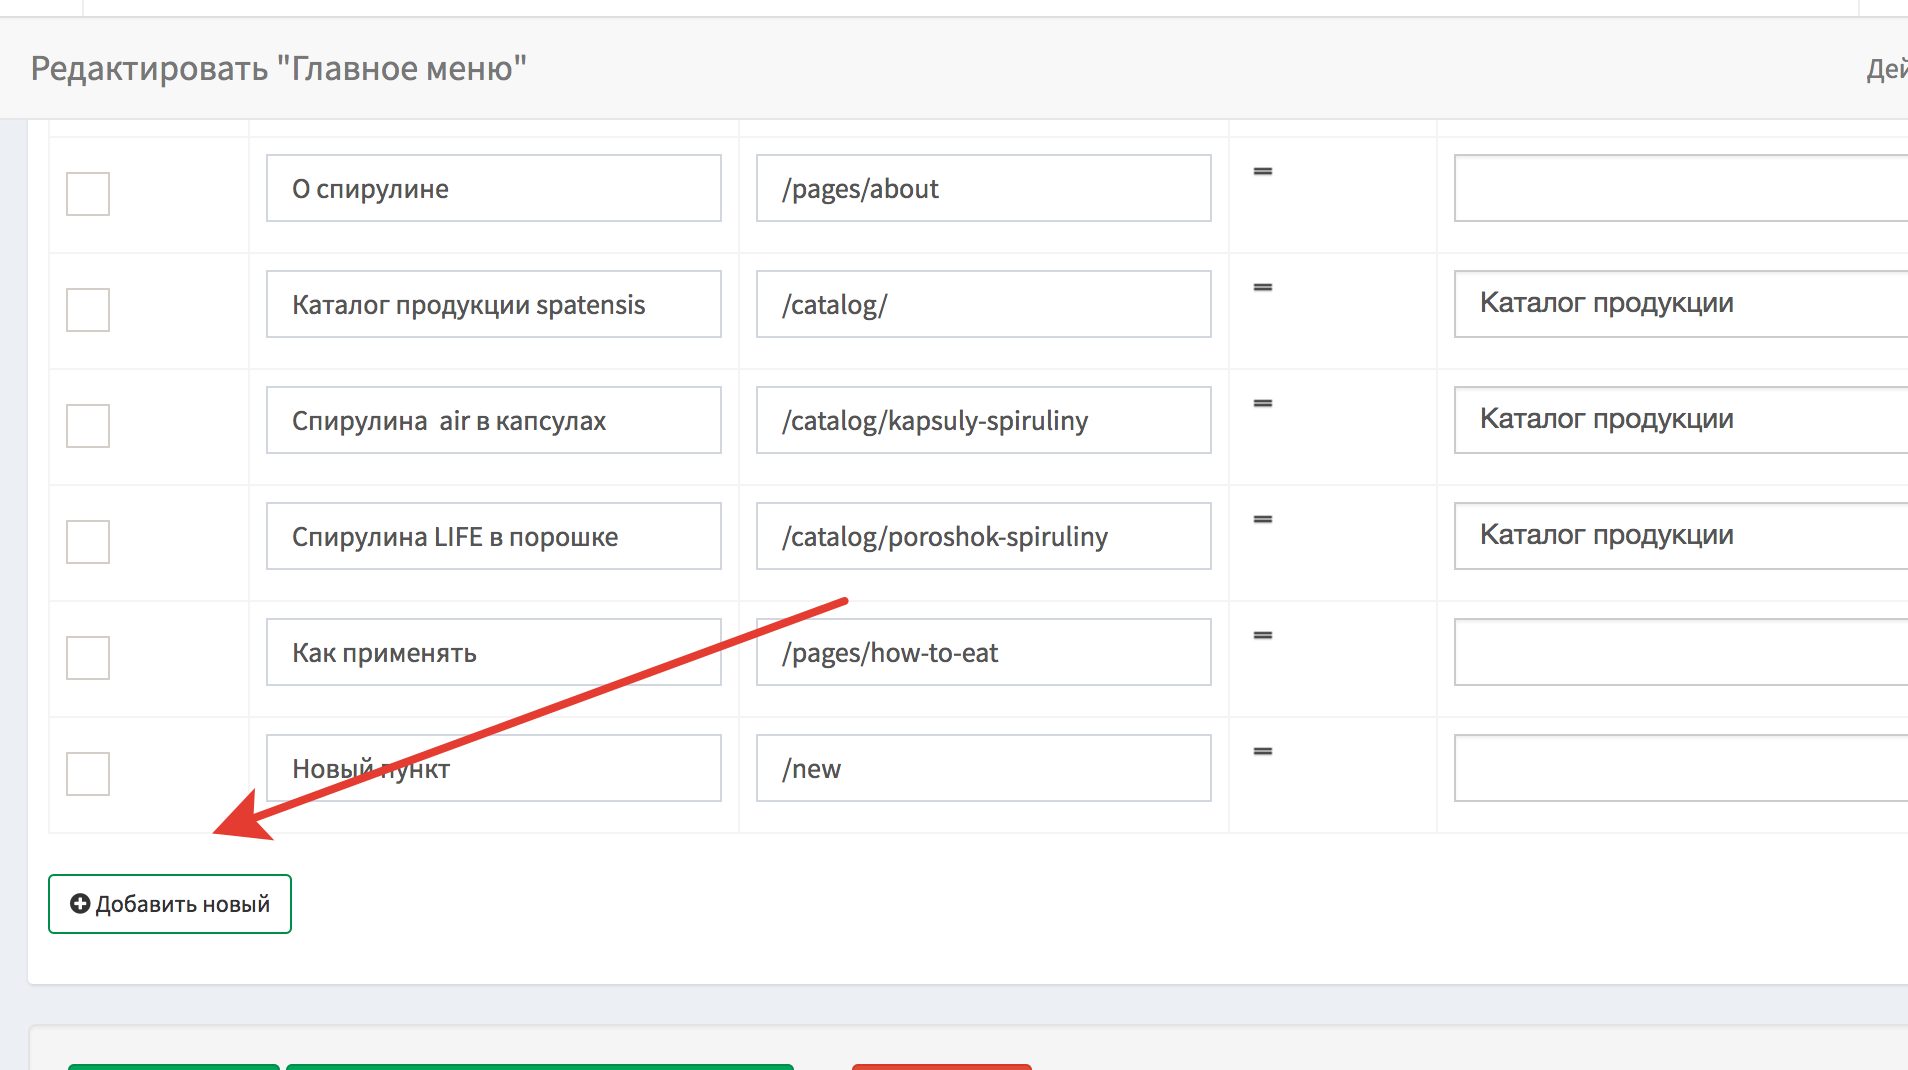 Редактировать "Главное меню"
Дей
О спирулине /pages/about
Каталог продукции spatensis /catalog/ Каталог продукции
Спирулина  air в капсулах /catalog/kapsuly-spiruliny Каталог продукции
Спирулина LIFE в порошке /catalog/poroshok-spiruliny Каталог продукции
Как применять /pages/how-to-eat
Новый пункт /new
Добавить новый